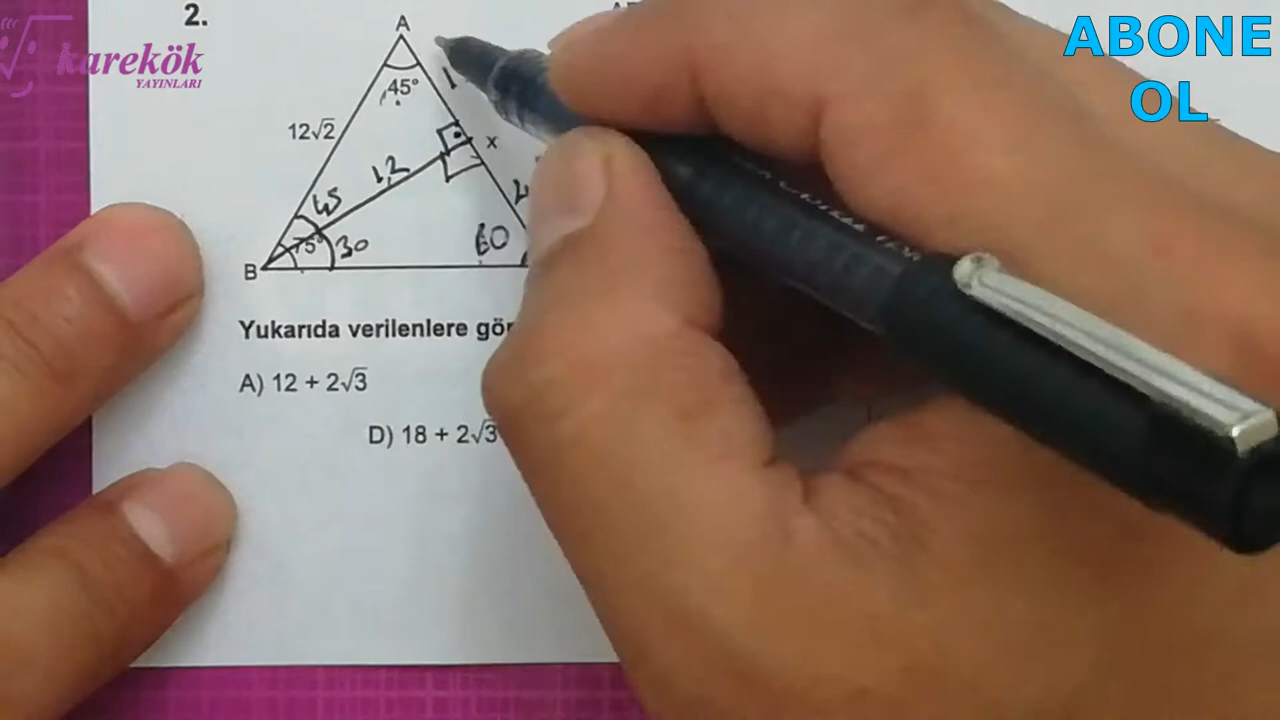 ABONE
OL
karekök
YAYINLARI
2.
A
45°
12√2
x
12
45
75°
30
60
B
Yukarıda verilenlere gör
A) 12 + 2√3
D) 18 + 2√3